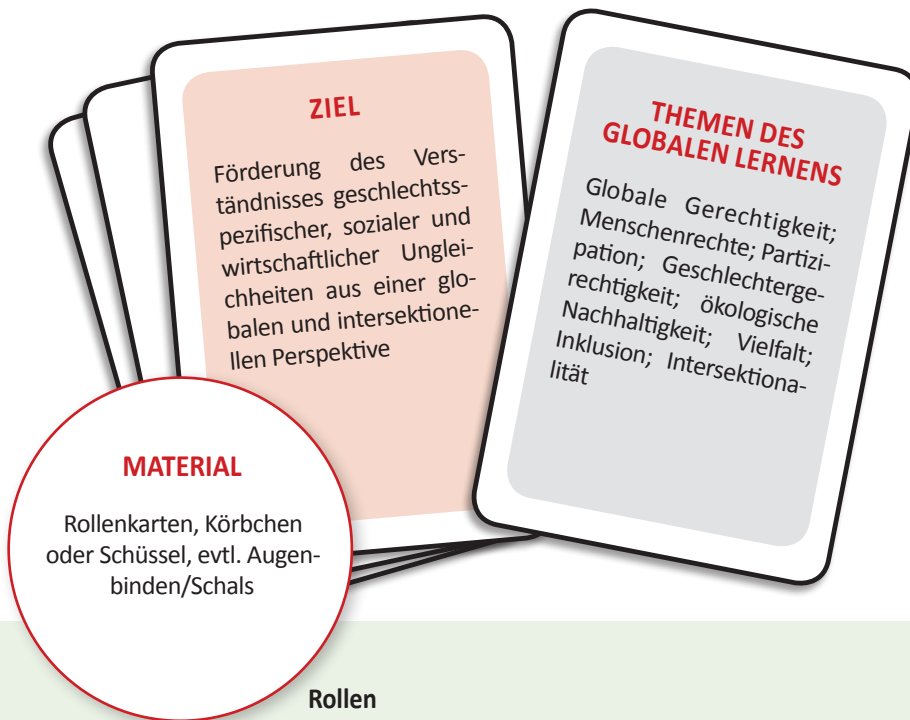 ZIEL
Förderung des Vers-
tändnisses geschlechtss-
pezifischer, sozialer und
wirtschaftlicher Unglei-
chheiten aus einer glo-
balen und intersektione-
llen Perspektive
THEMEN DES
GLOBALEN LERNENS
Globale Gerechtigkeit;
Menschenrechte; Partizi-
pation; Geschlechterge-
rechtigkeit; ökologische
Nachhaltigkeit; Vielfalt;
Inklusion; Intersektiona-
lität
MATERIAL
Rollenkarten, Körbchen
oder Schüssel, evtl. Augen-
binden/Schals
Rollen